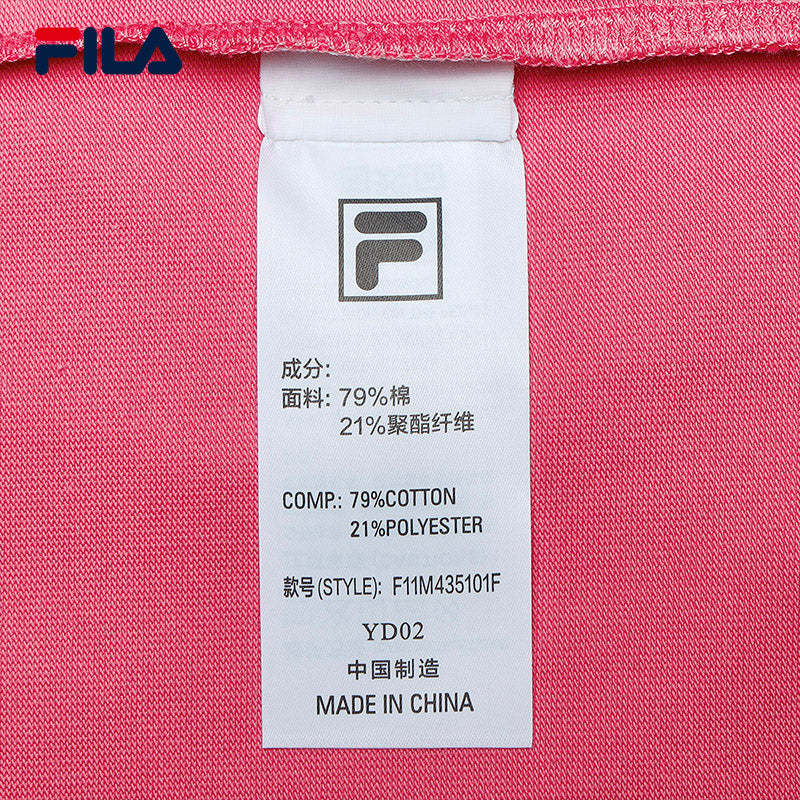 FILA
F
成分:
面料: 79%棉
21%聚酯纤维
COMP.: 79%COTTON
21%POLYESTER
款号(STYLE): F11M435101F
YD02
中国制造
MADE IN CHINA